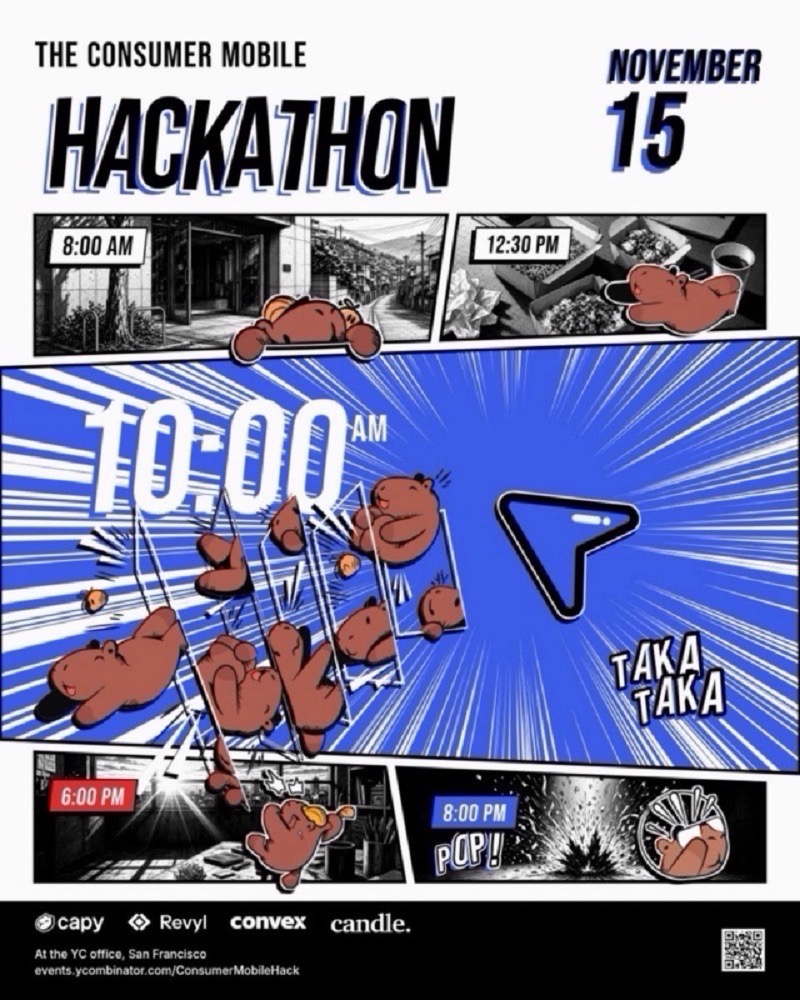 THE CONSUMER MOBILE
HACKATHON
NOVEMBER
15
8:00 AM
12:30 PM
10:00 AM
TAKA
TAKA
6:00 PM
8:00 PM
POP!
capy
Revyl
convex
candle.
At the YC office, San Francisco
events.ycombinator.com/ConsumerMobileHack